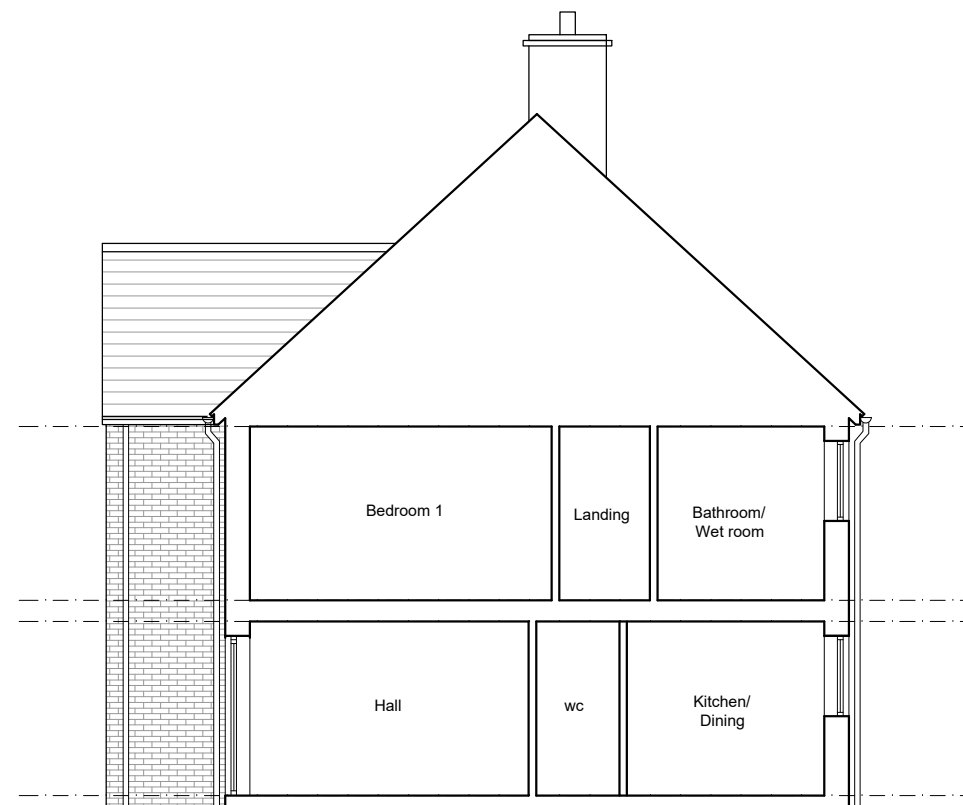 Bedroom 1
Landing
Bathroom/
Wet room
Hall
wc
Kitchen/
Dining